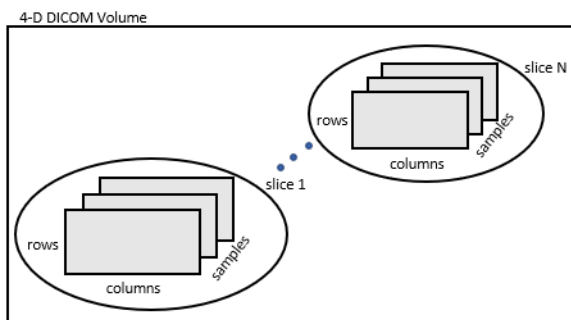 4-D DICOM Volume
slice N
rows
samples
columns
slice 1
rows
samples
columns